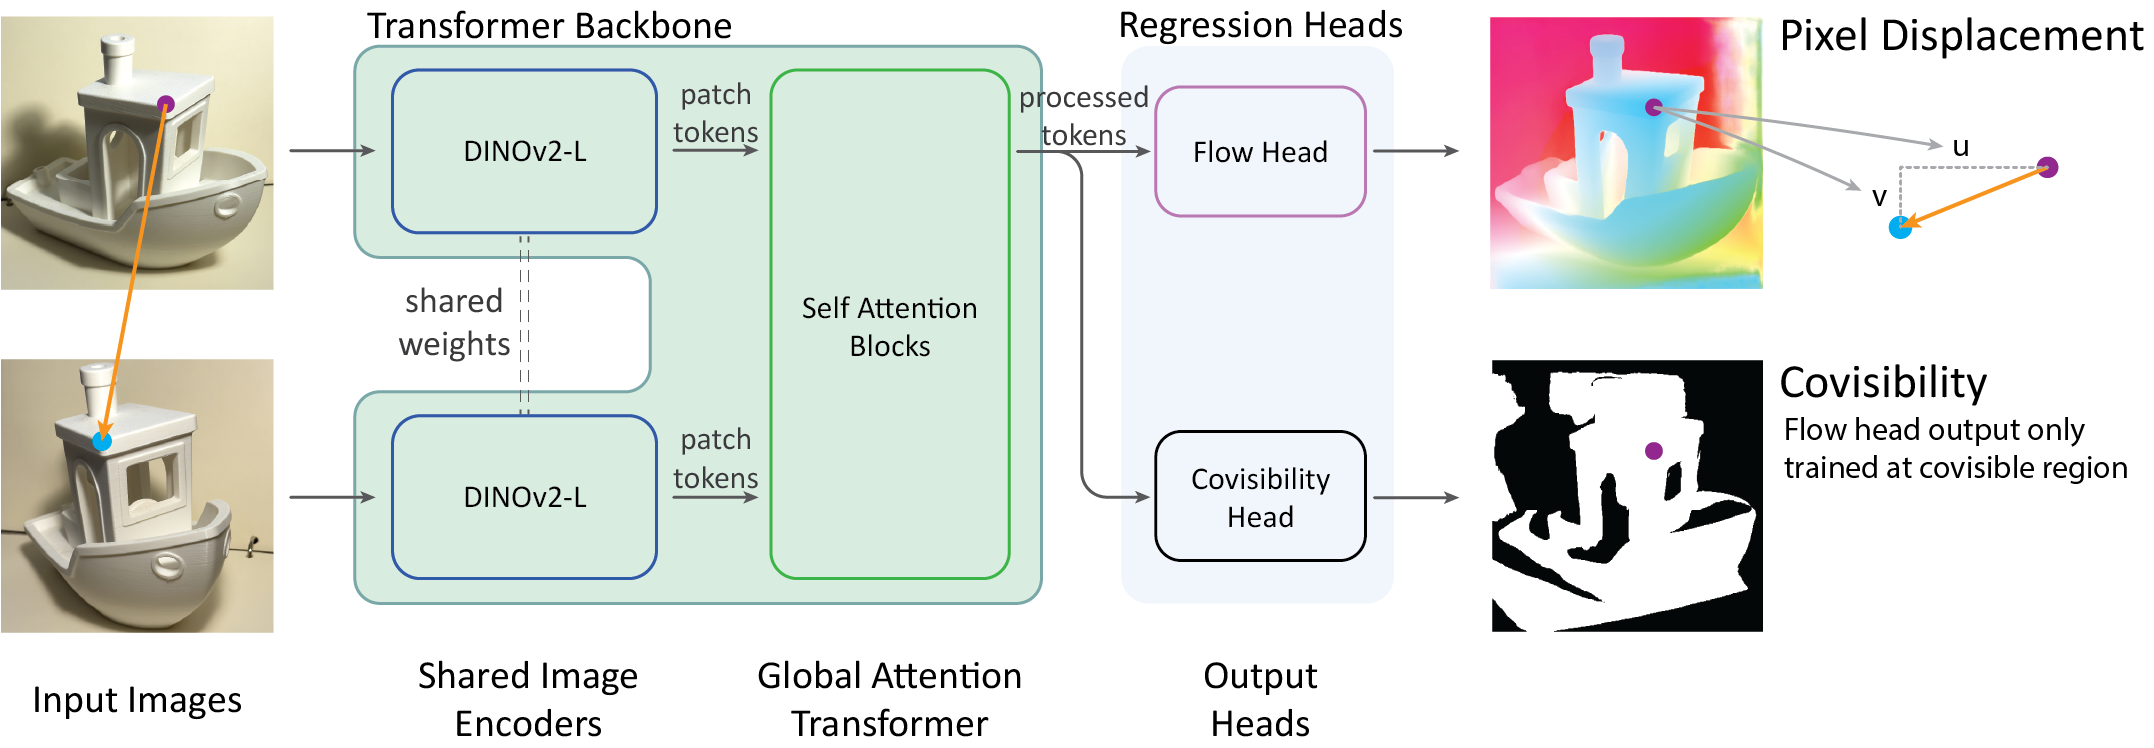 Transformer Backbone
Regression Heads
Pixel Displacement
DINOv2-L
patch
tokens
processed
tokens
Flow Head
u
v
shared
weights
Self Attention
Blocks
DINOv2-L
patch
tokens
Covisibility
Head
Covisibility
Flow head output only
trained at covisible region
Input Images
Shared Image
Encoders
Global Attention
Transformer
Output
Heads